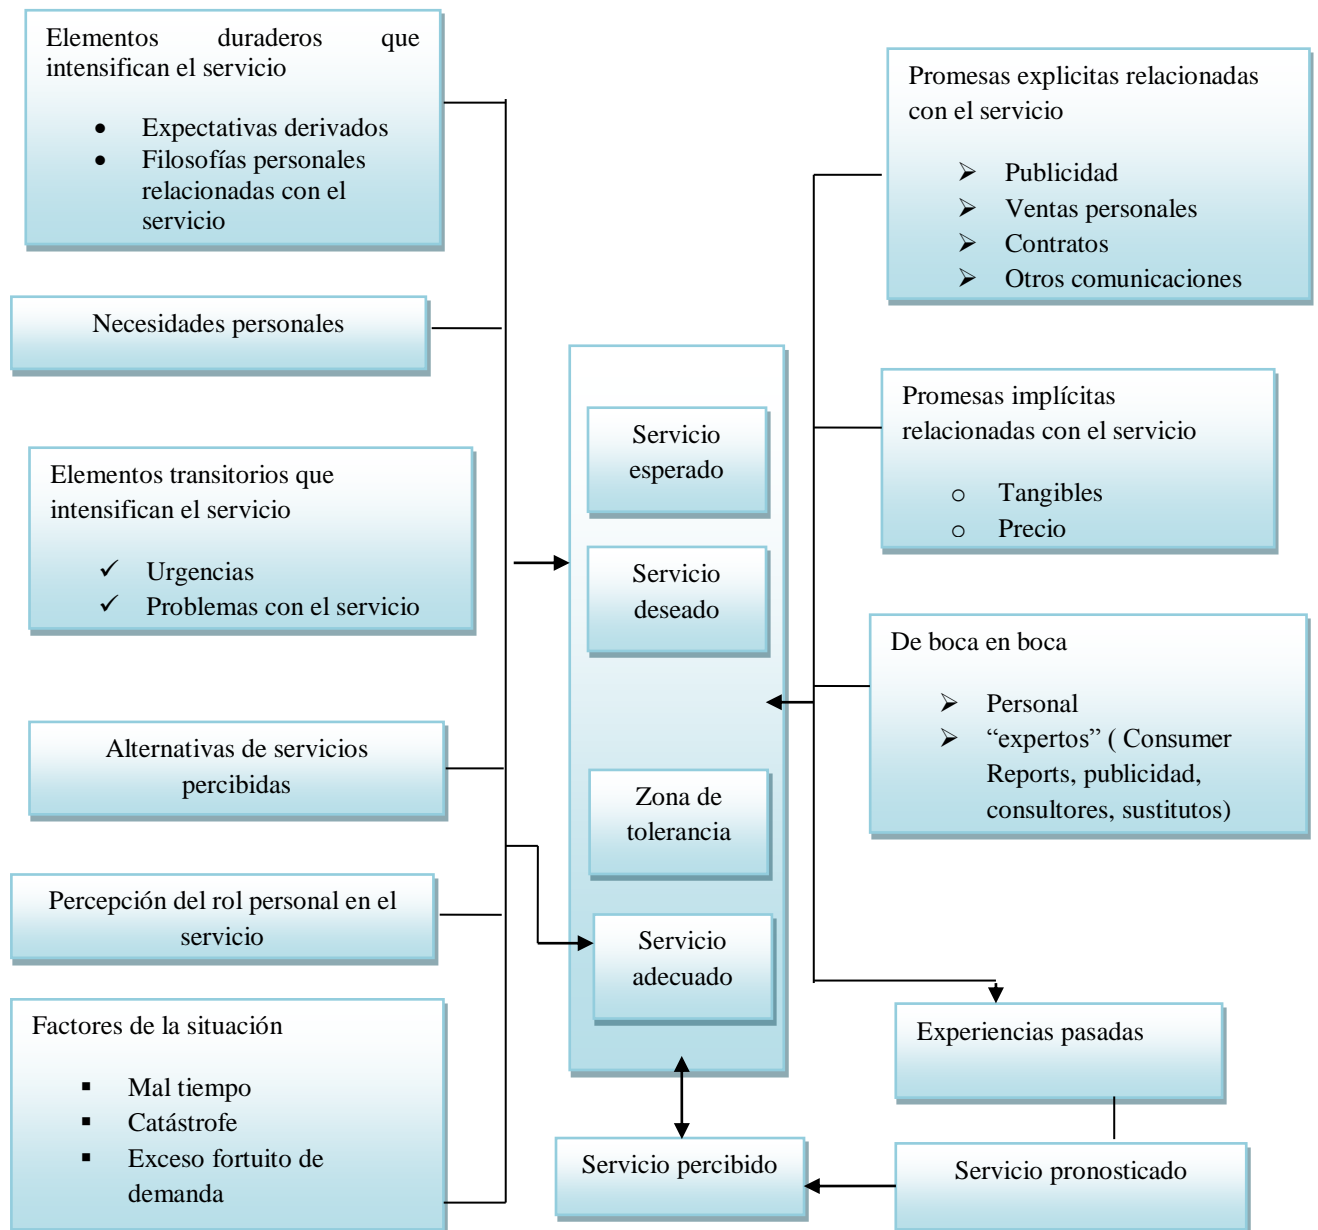 Elementos duraderos que
intensifican el servicio
• Expectativas derivados
• Filosofías personales
relacionadas con el
servicio
Necesidades personales
Elementos transitorios que
intensifican el servicio
✓ Urgencias
✓ Problemas con el servicio
Alternativas de servicios
percibidas
Percepción del rol personal en el
servicio
Factores de la situación
▪ Mal tiempo
▪ Catástrofe
▪ Exceso fortuito de
demanda
Servicio
esperado
Servicio
deseado
Zona de
tolerancia
Servicio
adecuado
Servicio percibido
Promesas explicitas relacionadas
con el servicio
➢ Publicidad
➢ Ventas personales
➢ Contratos
➢ Otros comunicaciones
Promesas implícitas
relacionadas con el servicio
o Tangibles
o Precio
De boca en boca
➢ Personal
➢ “expertos” ( Consumer
Reports, publicidad,
consultores, sustitutos)
Experiencias pasadas
Servicio pronosticado